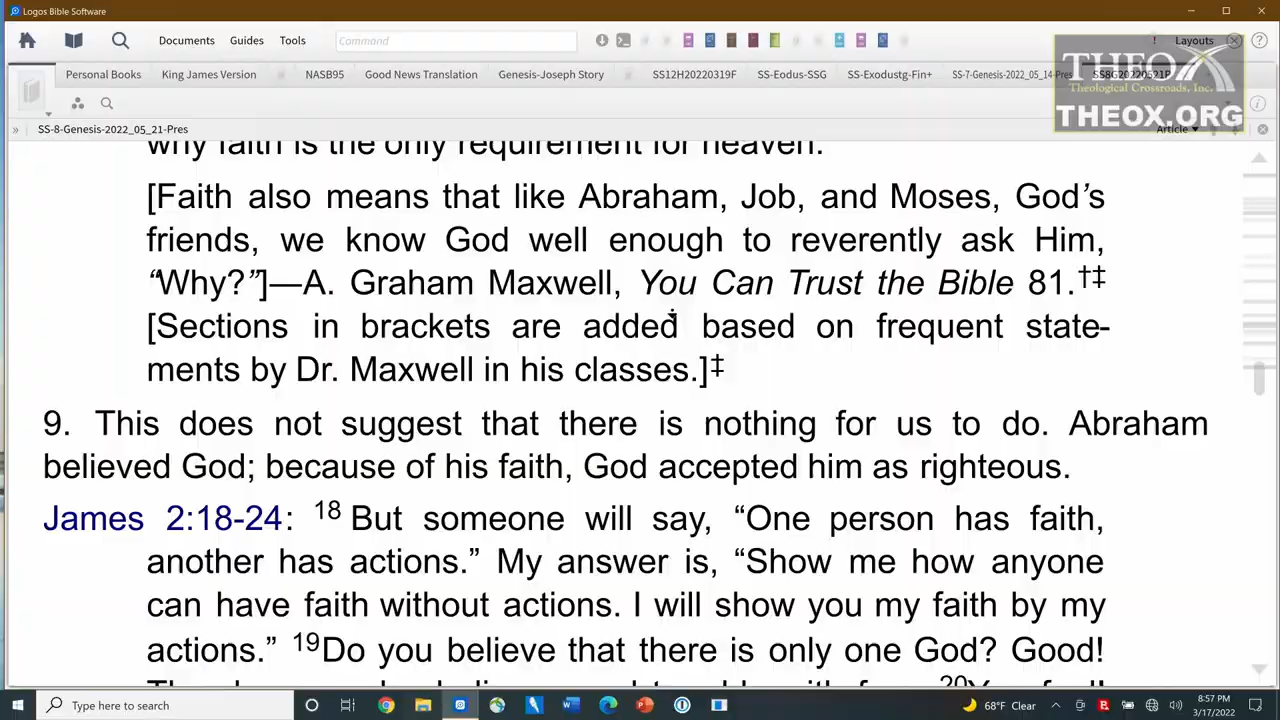 Logos Bible Software
Documents Guides Tools Command Layouts
Personal Books King James Version NASB95 Good News Translation Genesis-Joseph Story SS12H20220319F SS-Eodus-SSG SS-Exodustg-Fin+ SS-7-Genesis-2022_05_14-Pres SS8G20220521P
THEOX
Theological Crossroads, Inc.
THEOX.ORG
SS-8-Genesis-2022_05_21-Pres Article
why faith is the only requirement for heaven.
[Faith also means that like Abraham, Job, and Moses, God’s
friends, we know God well enough to reverently ask Him,
“Why?”]—A. Graham Maxwell, You Can Trust the Bible 81.†‡
[Sections in brackets are added based on frequent state-
ments by Dr. Maxwell in his classes.]‡
9. This does not suggest that there is nothing for us to do. Abraham
believed God; because of his faith, God accepted him as righteous.
James 2:18-24: 18 But someone will say, “One person has faith,
another has actions.” My answer is, “Show me how anyone
can have faith without actions. I will show you my faith by my
actions.” 19Do you believe that there is only one God? Good!
Type here to search 68°F Clear 8:57 PM
3/17/2022